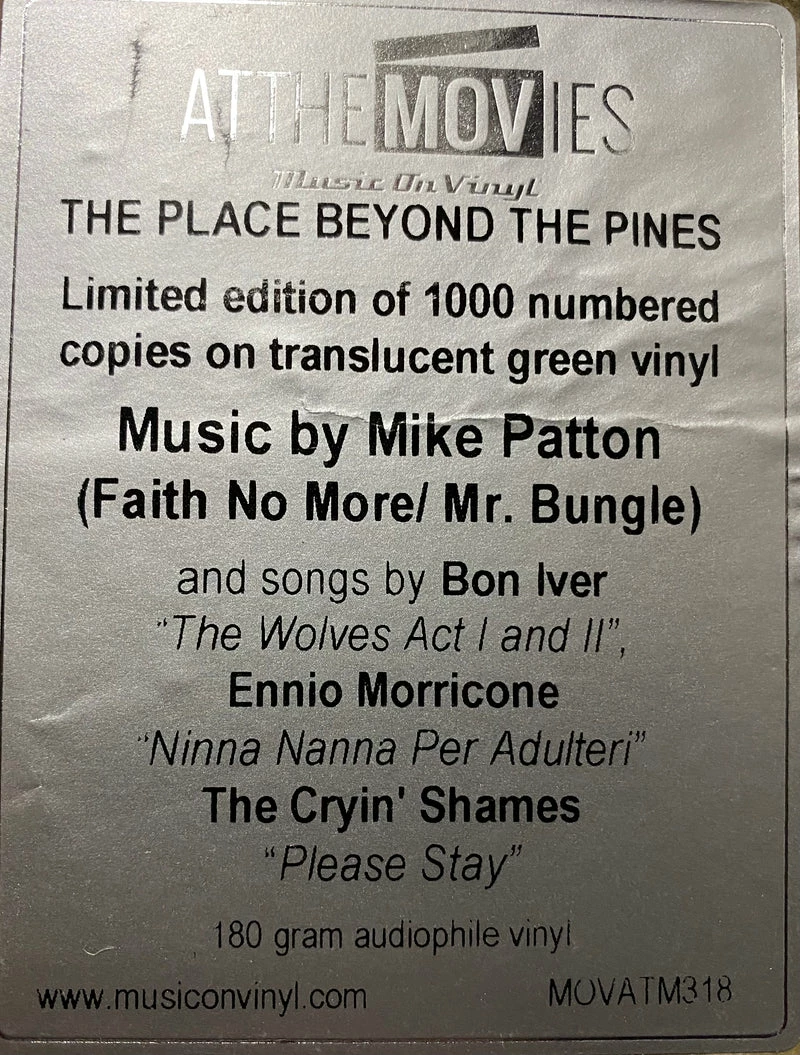 ATTHEMOVIES
Music On Vinyl
THE PLACE BEYOND THE PINES
Limited edition of 1000 numbered
copies on translucent green vinyl
Music by Mike Patton
(Faith No More/ Mr. Bungle)
and songs by Bon Iver
“The Wolves Act I and II”,
Ennio Morricone
“Ninna Nanna Per Adulteri”
The Cryin' Shames
“Please Stay”
180 gram audiophile vinyl
www.musiconvinyl.com MOVATM318